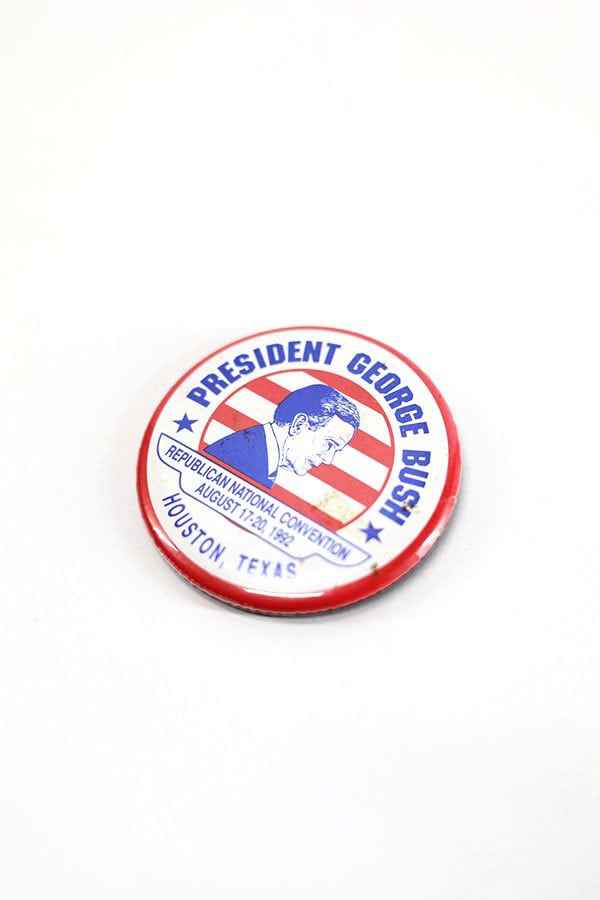 PRESIDENT GEORGE BUSH
REPUBLICAN NATIONAL CONVENTION
AUGUST 17-20, 1992
HOUSTON, TEXAS